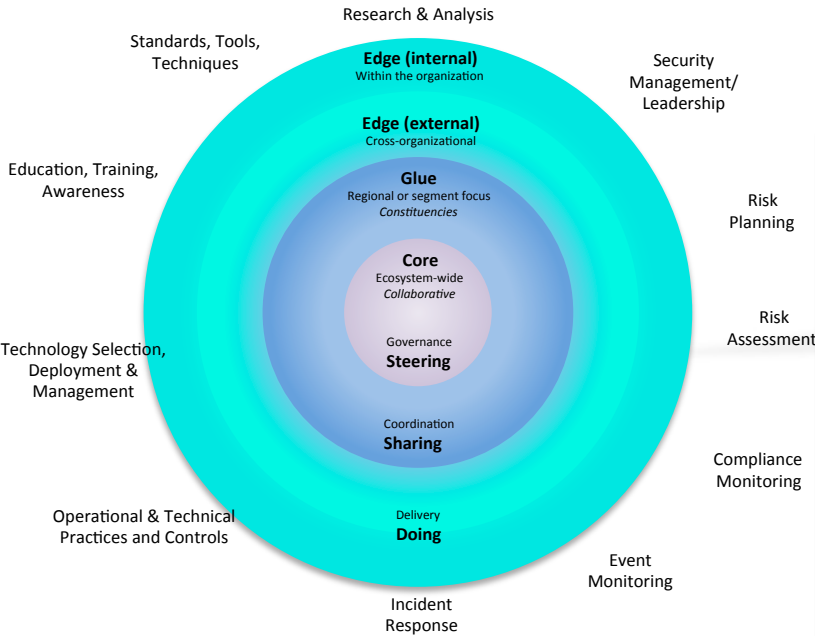 Research & Analysis
Standards, Tools,
Techniques
Security
Management/
Leadership
Education, Training,
Awareness
Risk
Planning
Technology Selection,
Deployment &
Management
Risk
Assessment
Operational & Technical
Practices and Controls
Compliance
Monitoring
Event
Monitoring
Incident
Response
Edge (internal)
Within the organization
Edge (external)
Cross-organizational
Glue
Regional or segment focus
Constituencies
Core
Ecosystem-wide
Collaborative
Governance
Steering
Coordination
Sharing
Delivery
Doing